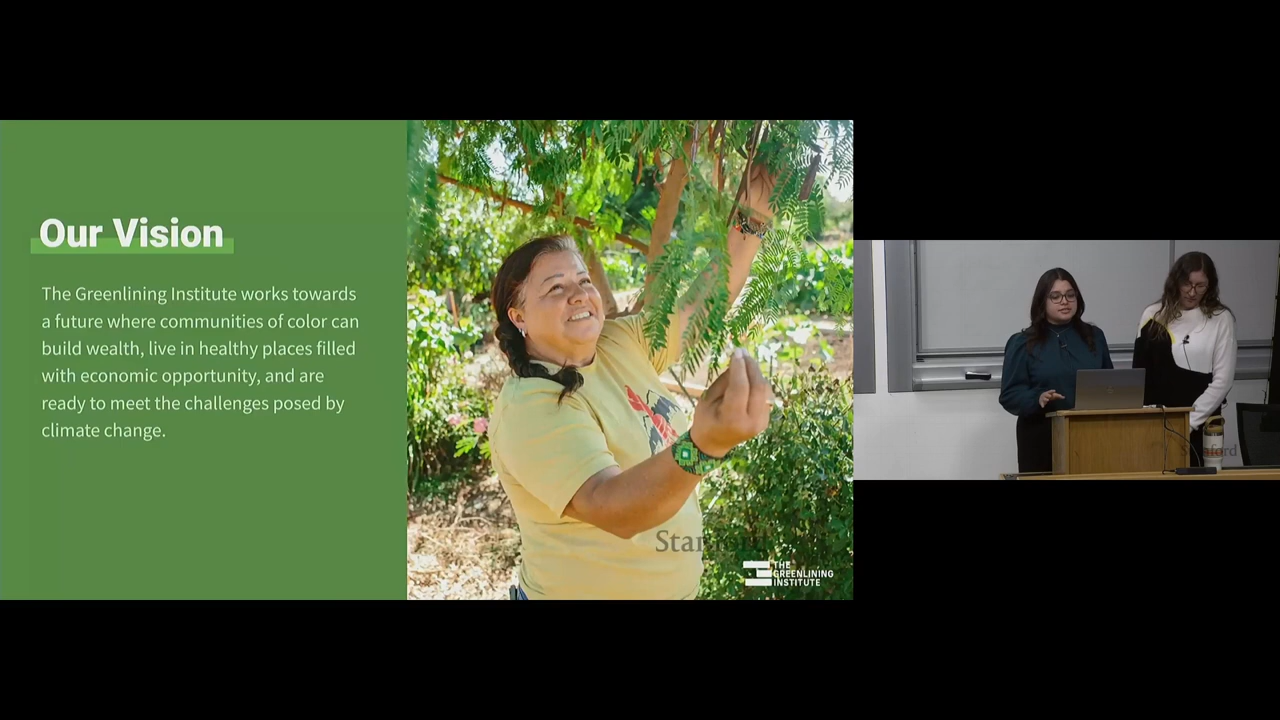 Our Vision
The Greenlining Institute works towards
a future where communities of color can
build wealth, live in healthy places filled
with economic opportunity, and are
ready to meet the challenges posed by
climate change.
THE
GREENLINING
INSTITUTE